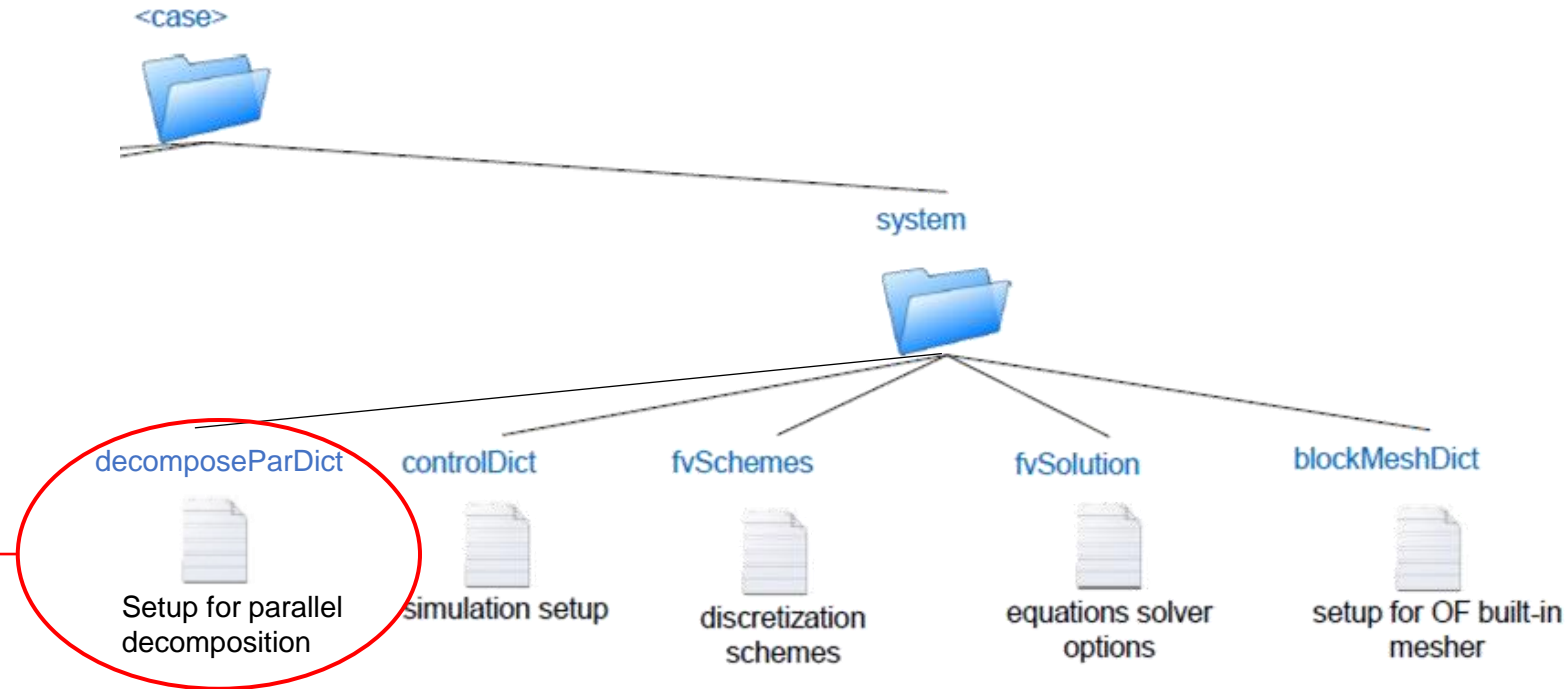 <case>
system
decomposeParDict
controlDict
fvSchemes
fvSolution
blockMeshDict
Setup for parallel
decomposition
simulation setup
discretization
schemes
equations solver
options
setup for OF built-in
mesher